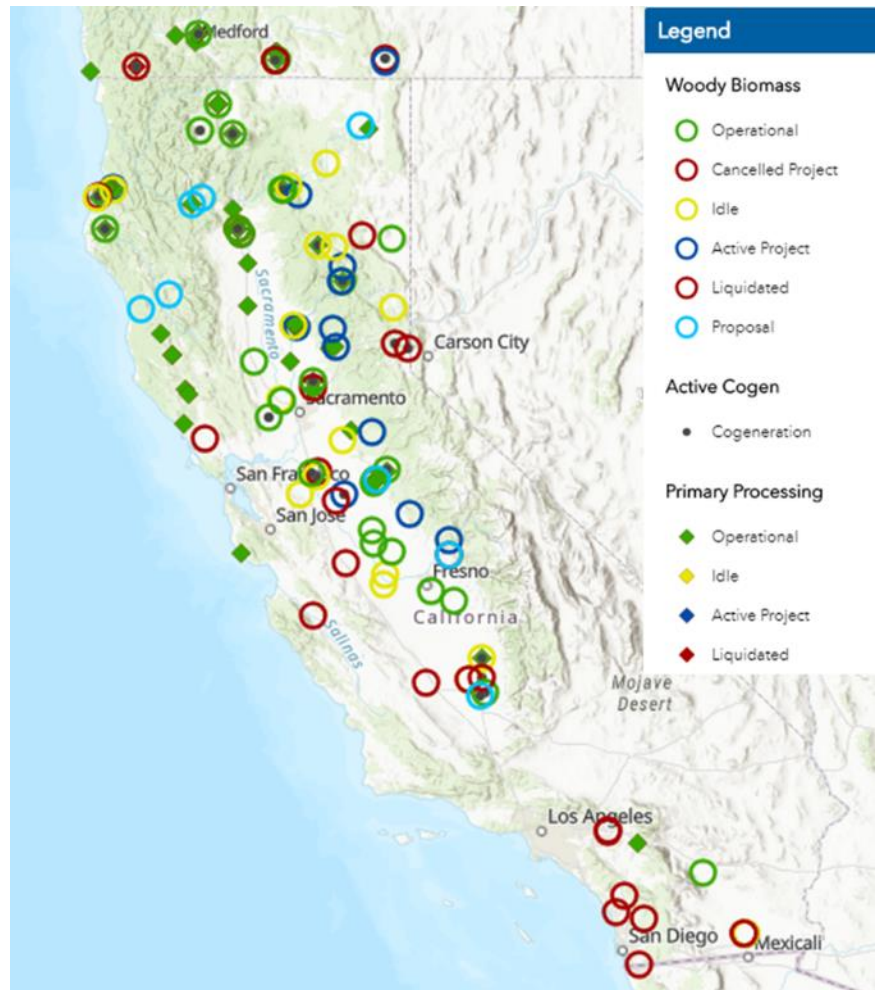 Legend
Woody Biomass
Operational
Cancelled Project
Idle
Active Project
Liquidated
Proposal
Active Cogen
Cogeneration
Primary Processing
Operational
Idle
Active Project
Liquidated
Medford
Sacramento
Carson City
Sacramento
San Francisco
San Jose
Fresno
California
Salinas
Mojave
Desert
Los Angeles
San Diego
Mexicali